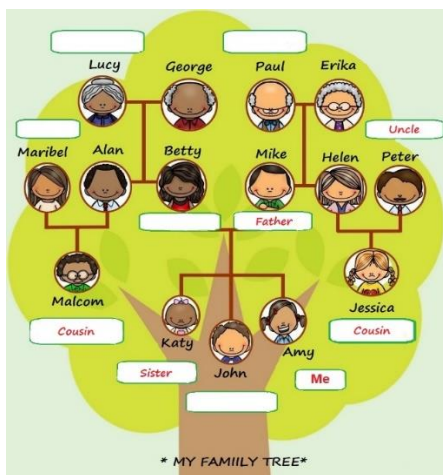 Lucy George Paul Erika
Uncle
Maribel Alan Betty Mike Helen Peter
Father
Malcom Jessica
Cousin Cousin
Katy John Amy
Sister Me
* MY FAMIILY TREE*